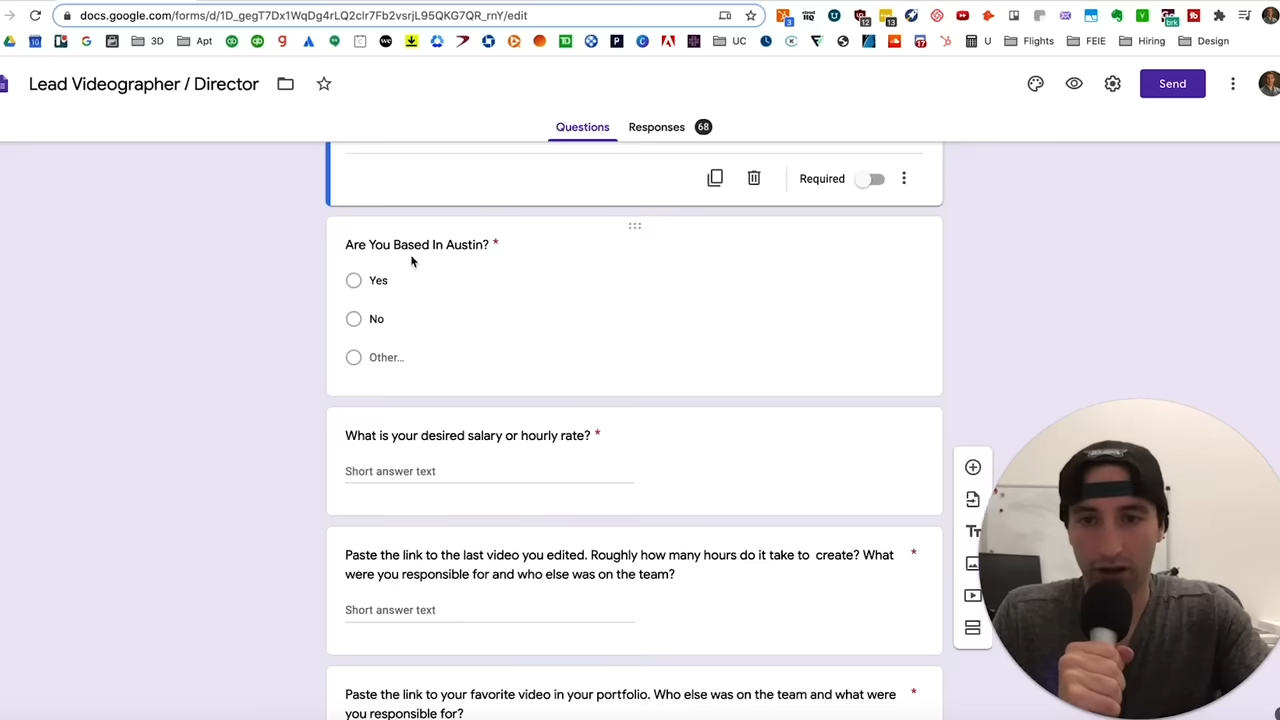 docs.google.com/forms/d/1D_gegT7Dx1WqDg4rLQ2clr7Fb2vsrjL95QKG7QR_rnY/edit
3D
Apt
UC
U
Flights
FEIE
Hiring
Design
Lead Videographer / Director
Send
Questions
Responses 68
Required
Are You Based In Austin? *
Yes
No
Other...
What is your desired salary or hourly rate? *
Short answer text
Paste the link to the last video you edited. Roughly how many hours do it take to create? What *
were you responsible for and who else was on the team?
Short answer text
Paste the link to your favorite video in your portfolio. Who else was on the team and what were *
you responsible for?